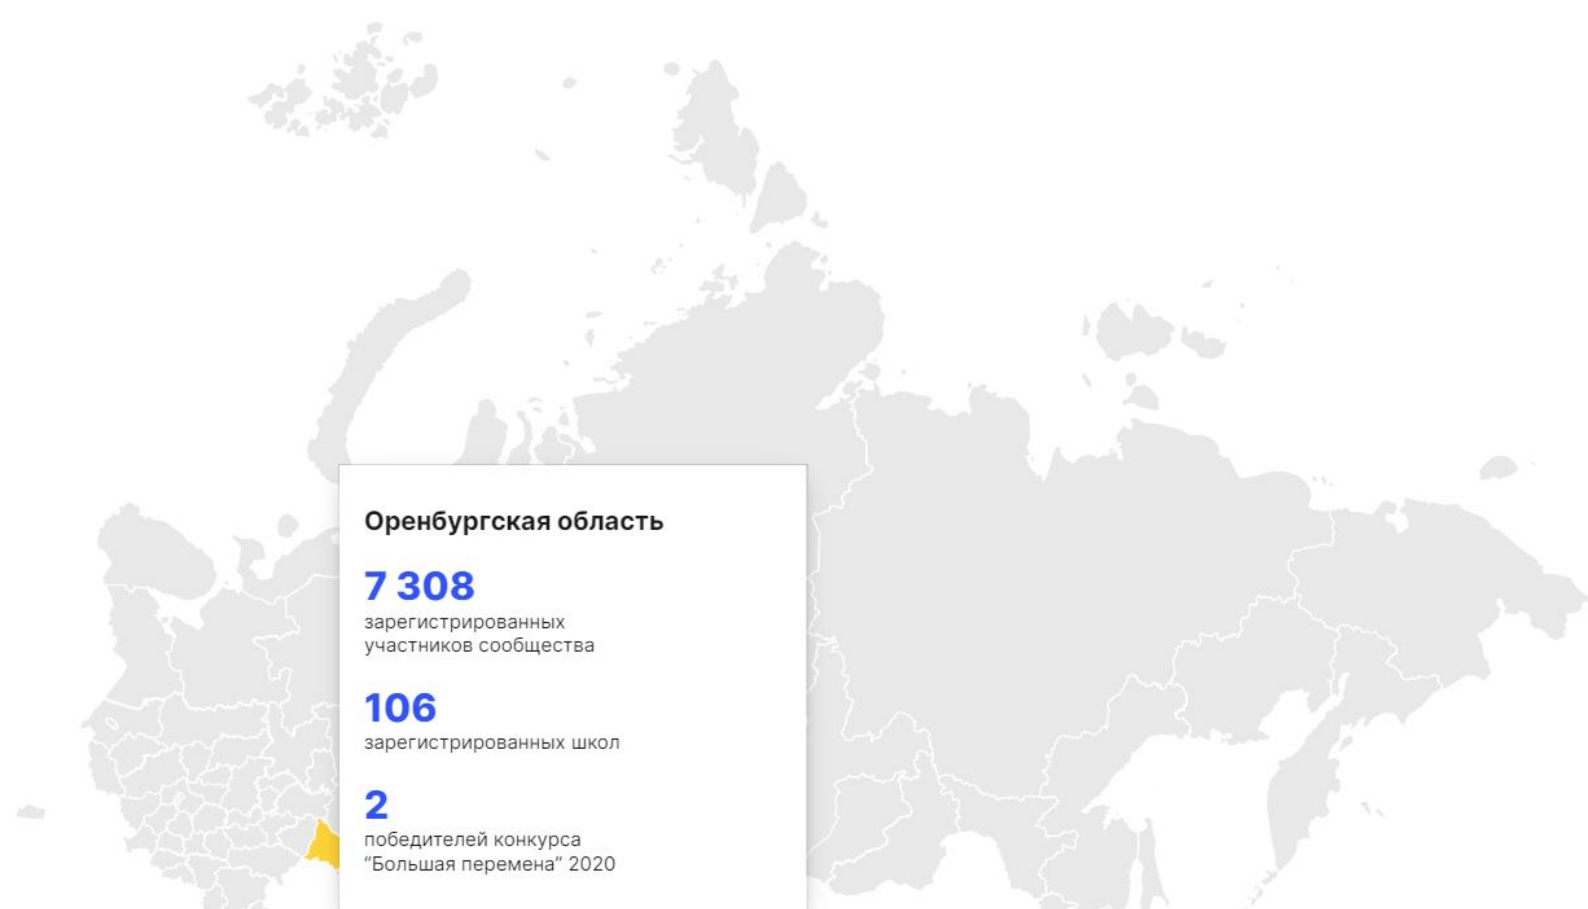 Оренбургская область
7 308
зарегистрированных
участников сообщества
106
зарегистрированных школ
2
победителей конкурса
“Большая перемена” 2020